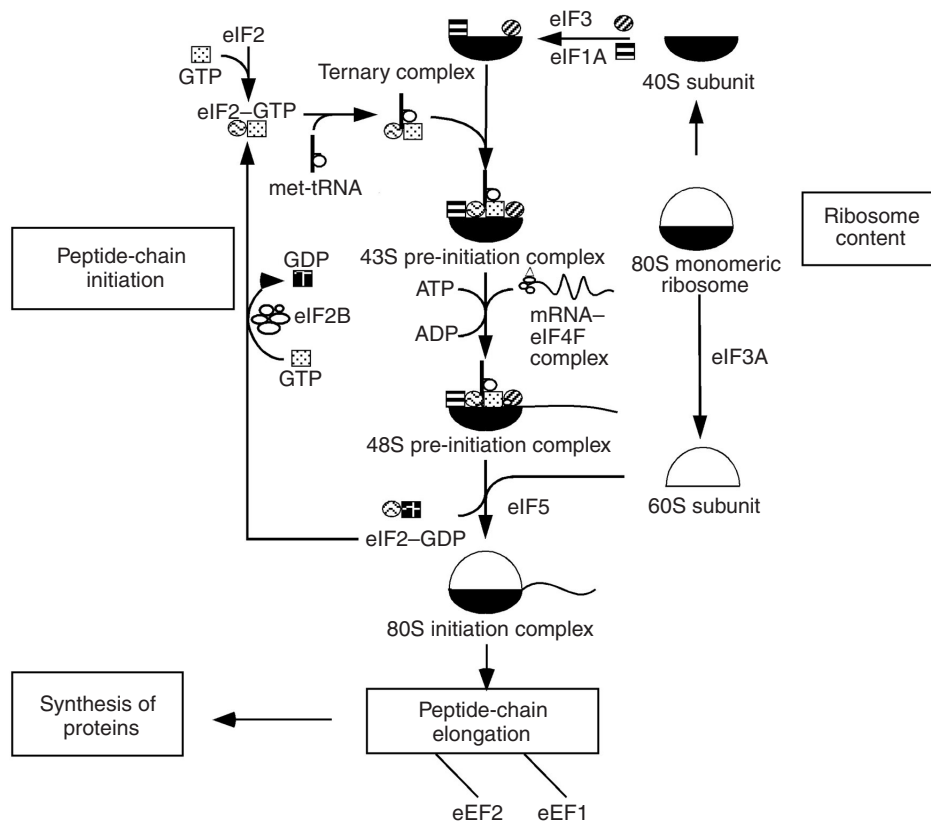 eIF2
GTP
eIF2–GTP
Ternary complex
met-tRNA
eIF3
eIF1A
40S subunit
Peptide-chain
initiation
GDP
eIF2B
GTP
43S pre-initiation complex
ATP
ADP
mRNA–
eIF4F
complex
80S monomeric
ribosome
Ribosome
content
eIF3A
48S pre-initiation complex
eIF5
60S subunit
eIF2–GDP
80S initiation complex
Synthesis of
proteins
Peptide-chain
elongation
eEF2
eEF1